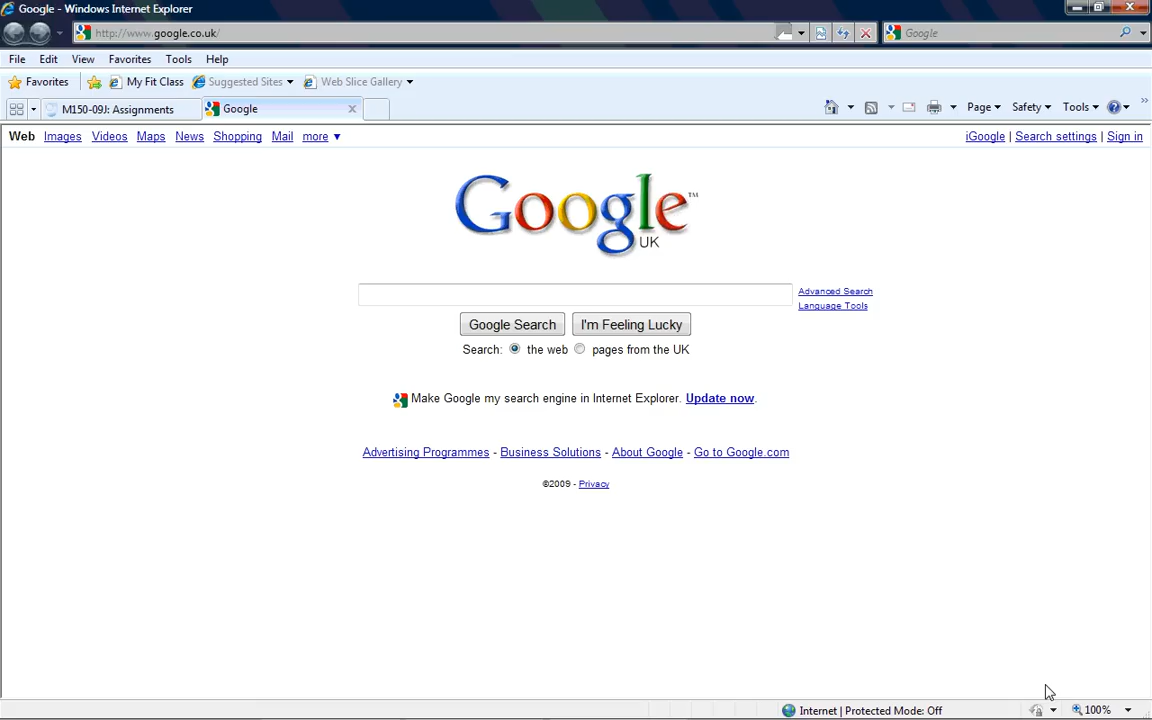 Google - Windows Internet Explorer
http://www.google.co.uk/
Google
File Edit View Favorites Tools Help
Favorites My Fit Class Suggested Sites Web Slice Gallery
M150-09J: Assignments Google Page Safety Tools
Web Images Videos Maps News Shopping Mail more iGoogle | Search settings | Sign in
Google™
UK
Advanced Search
Language Tools
Google Search I'm Feeling Lucky
Search: the web pages from the UK
Make Google my search engine in Internet Explorer. Update now.
Advertising Programmes - Business Solutions - About Google - Go to Google.com
©2009 - Privacy
Internet | Protected Mode: Off 100%